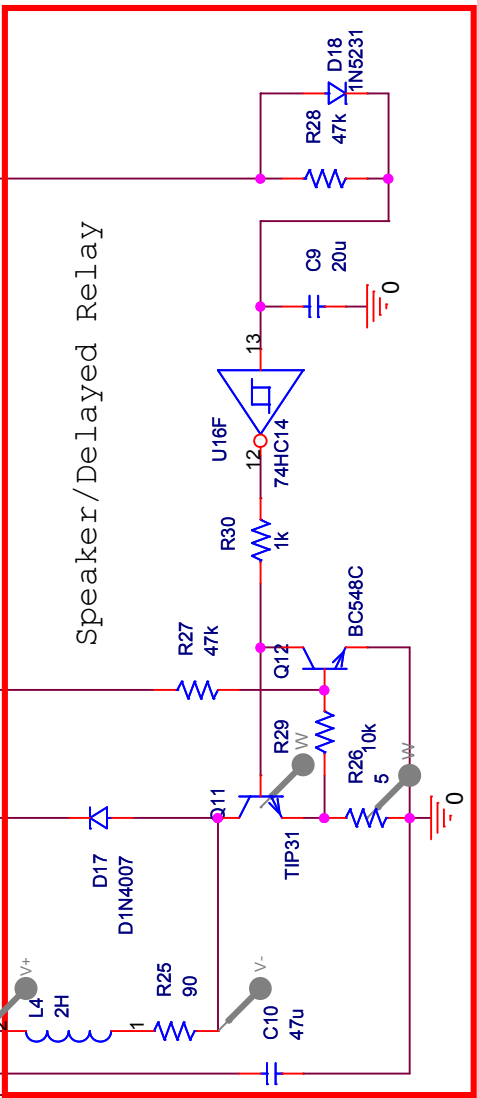 D18
1N5231
R28
47k
Speaker/Delayed Relay
C9
20u
0
13
U16F
12
74HC14
R30
1k
R27
47k
Q12
BC548C
R29
10k
W
R26
5
W
Q11
TIP31
0
D17
D1N4007
V+
L4
2H
1
R25
90
V-
C10
47u